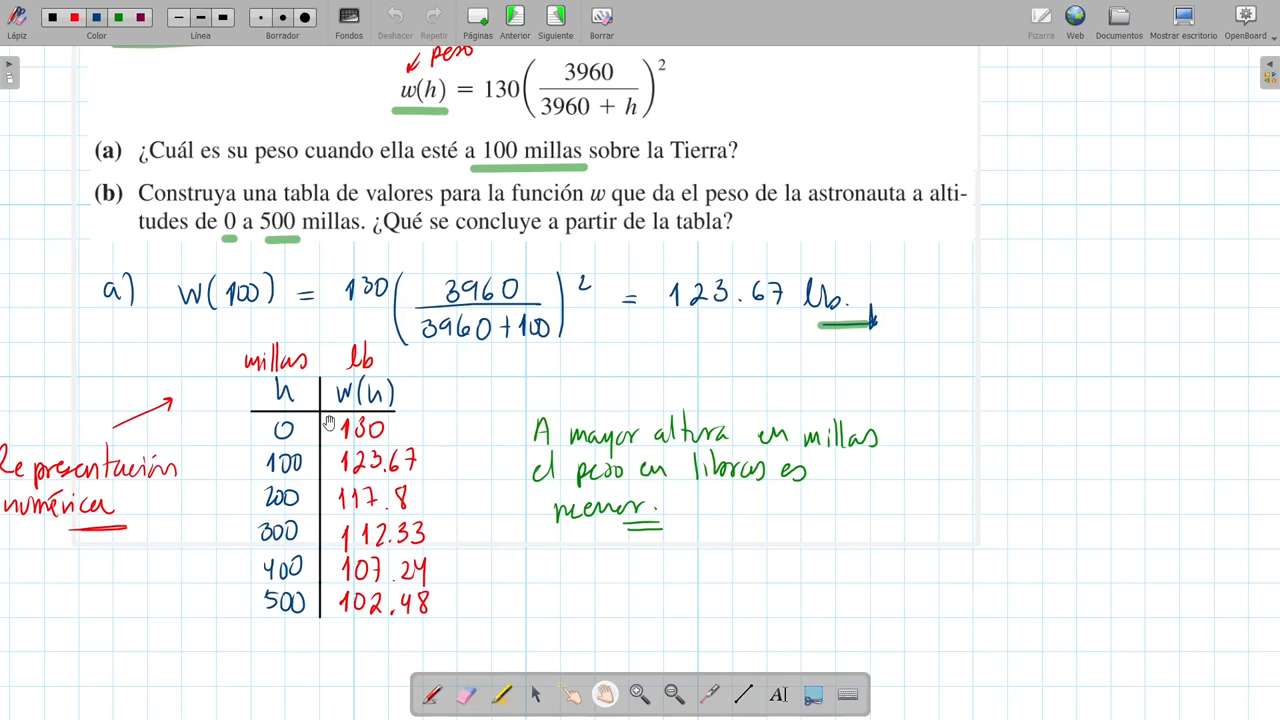 Lápiz Color Línea Borrador Fondos Deshacer Repetir Páginas Anterior Siguiente Borrar Pizarra Web Documentos Mostrar escritorio OpenBoard
peso
w(h) = 130(3960/(3960 + h))²
(a) ¿Cuál es su peso cuando ella esté a 100 millas sobre la Tierra?
(b) Construya una tabla de valores para la función w que da el peso de la astronauta a alti-
tudes de 0 a 500 millas. ¿Qué se concluye a partir de la tabla?
a) W(100) = 130(3960/(3960+100))² = 123.67 lb.
millas lb
h W(h)
0 130
100 123.67
200 117.8
300 112.33
400 107.24
500 102.48
Representación
numérica
A mayor altura en millas
el peso en libras es
menor.
AI